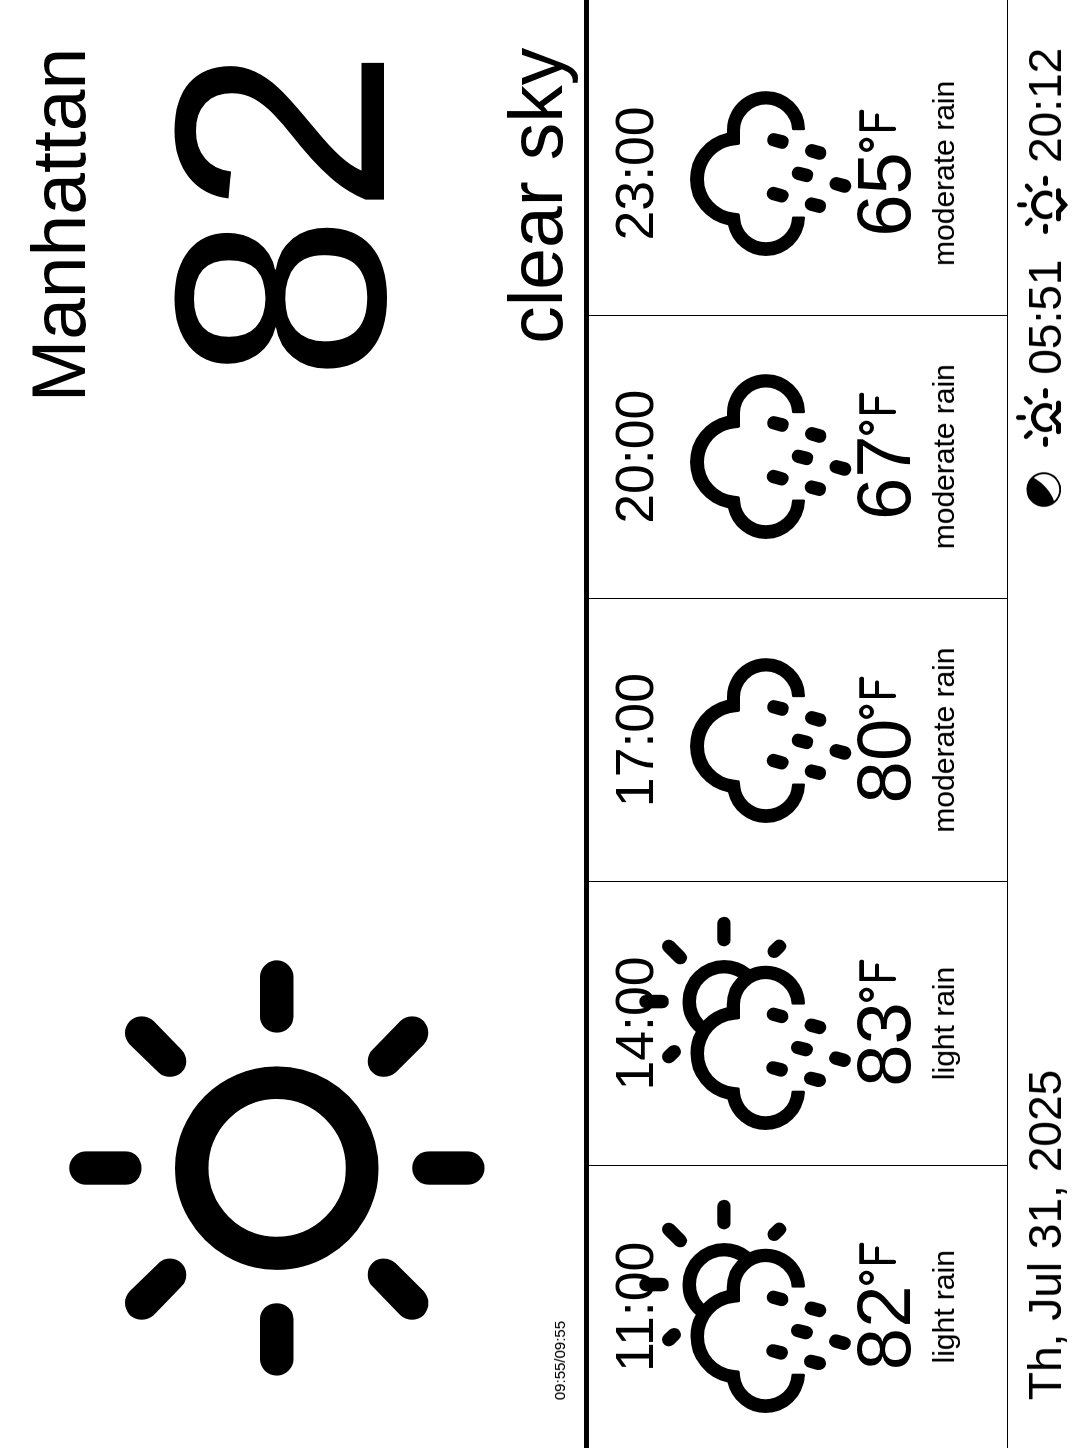 Manhattan
82
clear sky
09:55/09:55
11:00
82°F
light rain
14:00
83°F
light rain
17:00
80°F
moderate rain
20:00
67°F
moderate rain
23:00
65°F
moderate rain
Th, Jul 31, 2025
05:51
20:12